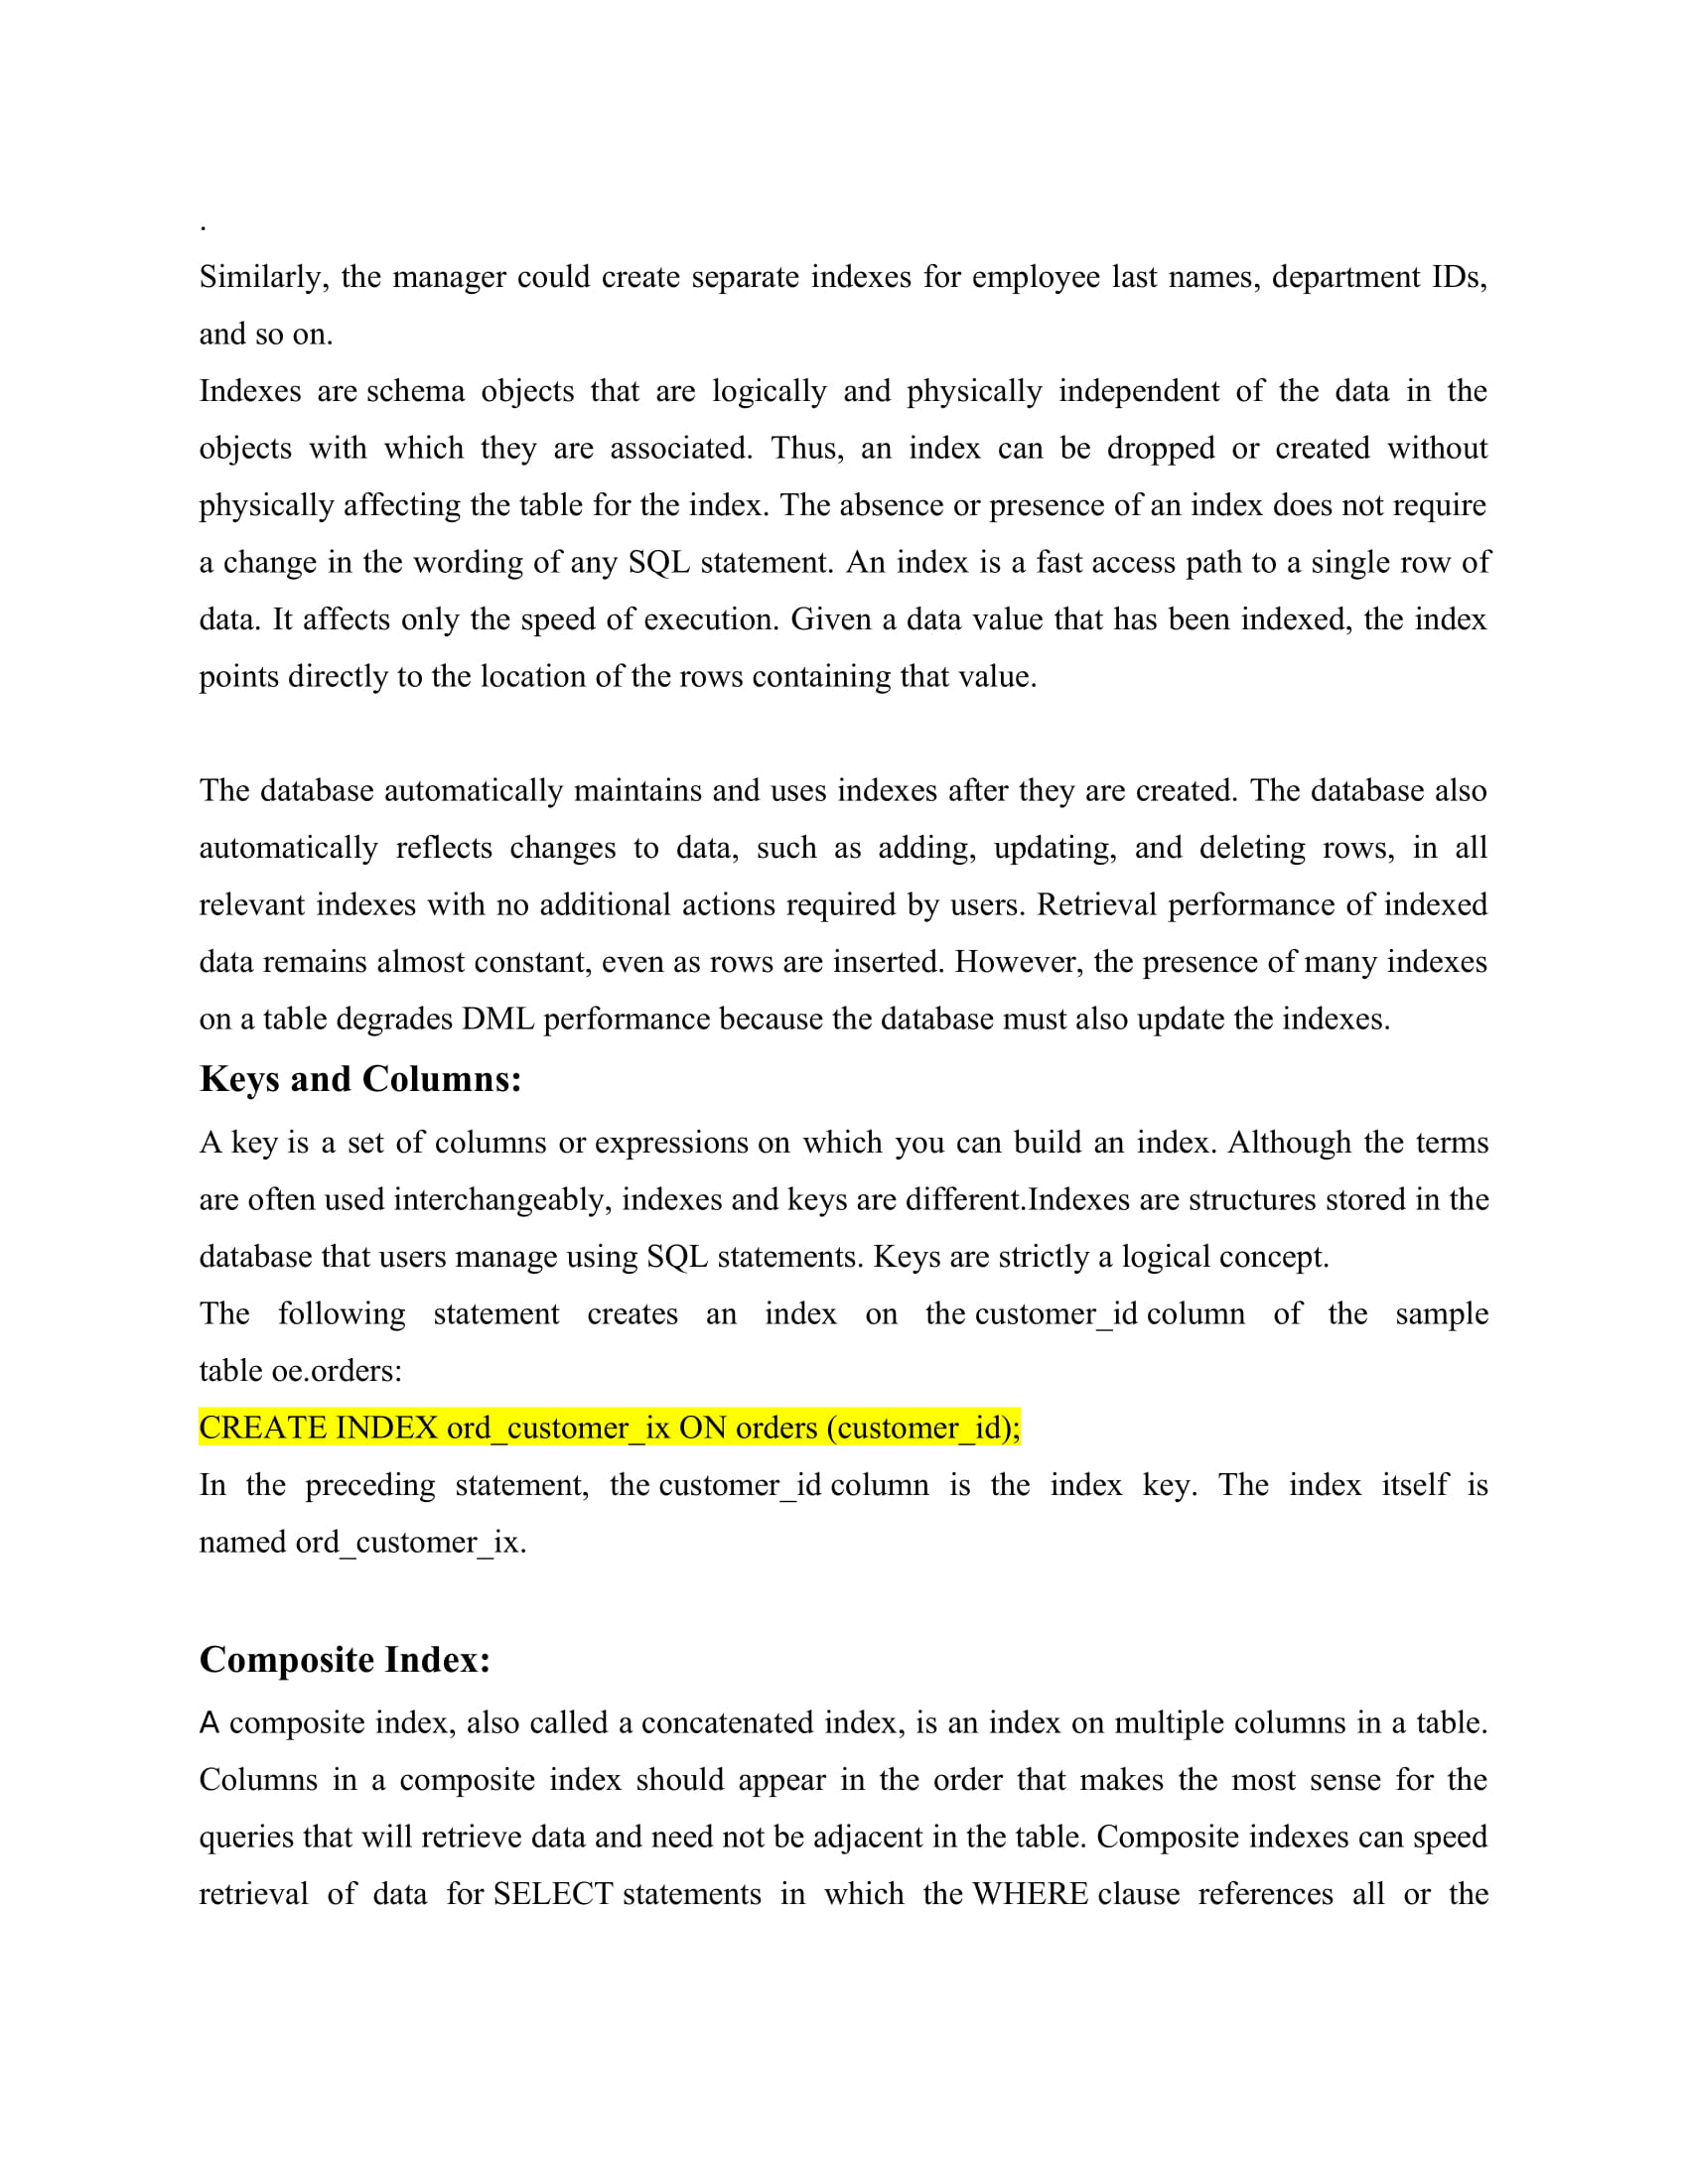 .
Similarly, the manager could create separate indexes for employee last names, department IDs,
and so on.
Indexes are schema objects that are logically and physically independent of the data in the
objects with which they are associated. Thus, an index can be dropped or created without
physically affecting the table for the index. The absence or presence of an index does not require
a change in the wording of any SQL statement. An index is a fast access path to a single row of
data. It affects only the speed of execution. Given a data value that has been indexed, the index
points directly to the location of the rows containing that value.
The database automatically maintains and uses indexes after they are created. The database also
automatically reflects changes to data, such as adding, updating, and deleting rows, in all
relevant indexes with no additional actions required by users. Retrieval performance of indexed
data remains almost constant, even as rows are inserted. However, the presence of many indexes
on a table degrades DML performance because the database must also update the indexes.
Keys and Columns:
A key is a set of columns or expressions on which you can build an index. Although the terms
are often used interchangeably, indexes and keys are different.Indexes are structures stored in the
database that users manage using SQL statements. Keys are strictly a logical concept.
The following statement creates an index on the customer_id column of the sample
table oe.orders:
CREATE INDEX ord_customer_ix ON orders (customer_id);
In the preceding statement, the customer_id column is the index key. The index itself is
named ord_customer_ix.
Composite Index:
A composite index, also called a concatenated index, is an index on multiple columns in a table.
Columns in a composite index should appear in the order that makes the most sense for the
queries that will retrieve data and need not be adjacent in the table. Composite indexes can speed
retrieval of data for SELECT statements in which the WHERE clause references all or the